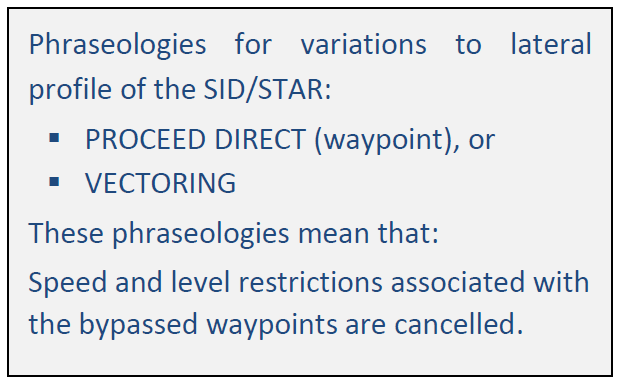 Phraseologies for variations to lateral
profile of the SID/STAR:
▪ PROCEED DIRECT (waypoint), or
▪ VECTORING
These phraseologies mean that:
Speed and level restrictions associated with
the bypassed waypoints are cancelled.